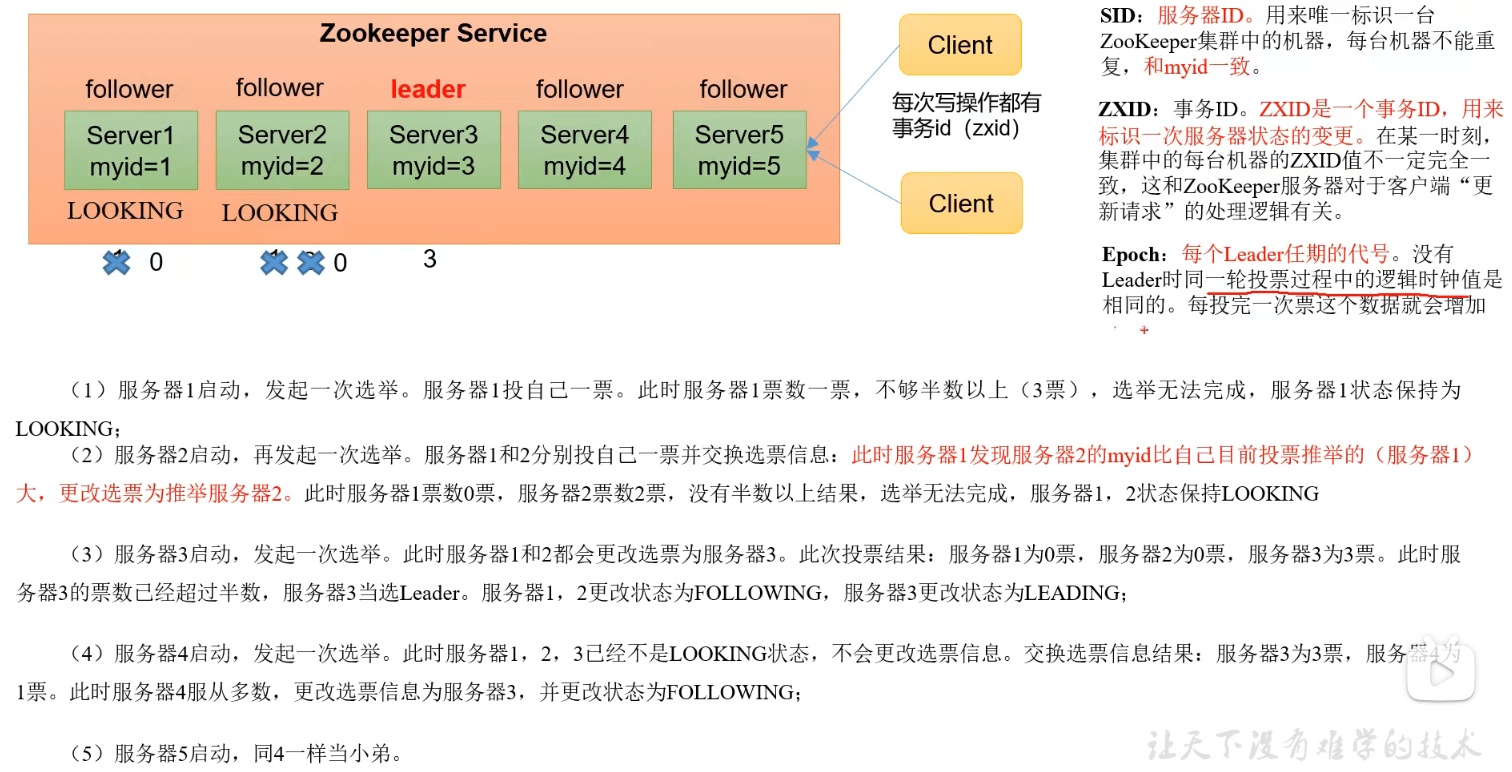 Zookeeper Service
follower
follower
leader
follower
follower
Server1
myid=1
Server2
myid=2
Server3
myid=3
Server4
myid=4
Server5
myid=5
LOOKING
LOOKING
0
0
3
Client
每次写操作都有
事务id（zxid）
Client
SID：服务器ID。用来唯一标识一台
ZooKeeper集群中的机器，每台机器不能重
复，和myid一致。
ZXID：事务ID。ZXID是一个事务ID，用来
标识一次服务器状态的变更。在某一时刻，
集群中的每台机器的ZXID值不一定完全一
致，这和ZooKeeper服务器对于客户端“更
新请求”的处理逻辑有关。
Epoch：每个Leader任期的代号。没有
Leader时同一轮投票过程中的逻辑时钟值是
相同的。每投完一次票这个数据就会增加
（1）服务器1启动，发起一次选举。服务器1投自己一票。此时服务器1票数一票，不够半数以上（3票），选举无法完成，服务器1状态保持为
LOOKING；
（2）服务器2启动，再发起一次选举。服务器1和2分别投自己一票并交换选票信息：此时服务器1发现服务器2的myid比自己目前投票推举的（服务器1）
大，更改选票为推举服务器2。此时服务器1票数0票，服务器2票数2票，没有半数以上结果，选举无法完成，服务器1，2状态保持LOOKING
（3）服务器3启动，发起一次选举。此时服务器1和2都会更改选票为服务器3。此次投票结果：服务器1为0票，服务器2为0票，服务器3为3票。此时服
务器3的票数已经超过半数，服务器3当选Leader。服务器1，2更改状态为FOLLOWING，服务器3更改状态为LEADING；
（4）服务器4启动，发起一次选举。此时服务器1，2，3已经不是LOOKING状态，不会更改选票信息。交换选票信息结果：服务器3为3票，服务器4为
1票。此时服务器4服从多数，更改选票信息为服务器3，并更改状态为FOLLOWING；
（5）服务器5启动，同4一样当小弟。
让天下没有难学的技术